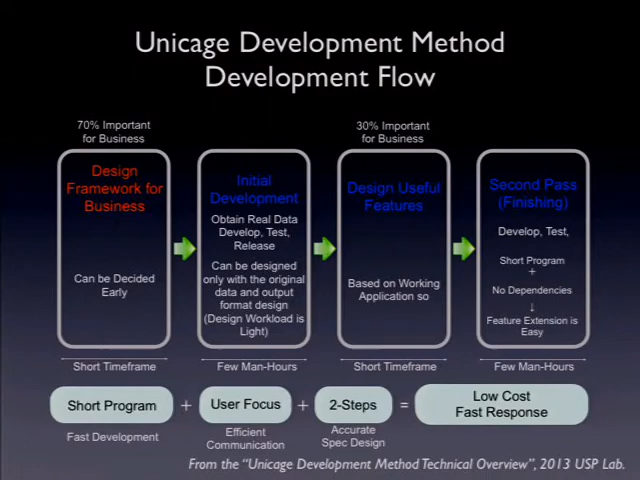 Unicage Development Method
Development Flow
70% Important
for Business
30% Important
for Business
Design
Framework for
Business
Can be Decided
Early
Initial
Development
Obtain Real Data
Develop, Test,
Release
Can be designed
only with the original
data and output
format design
(Design Workload is
Light)
Design Useful
Features
Based on Working
Application so
Second Pass
(Finishing)
Develop, Test,
Short Program
+
No Dependencies
↓
Feature Extension is
Easy
Short Timeframe
Few Man-Hours
Short Timeframe
Few Man-Hours
Short Program + User Focus + 2-Steps = Low Cost
Fast Response
Fast Development
Efficient
Communication
Accurate
Spec Design
From the “Unicage Development Method Technical Overview”, 2013 USP Lab.